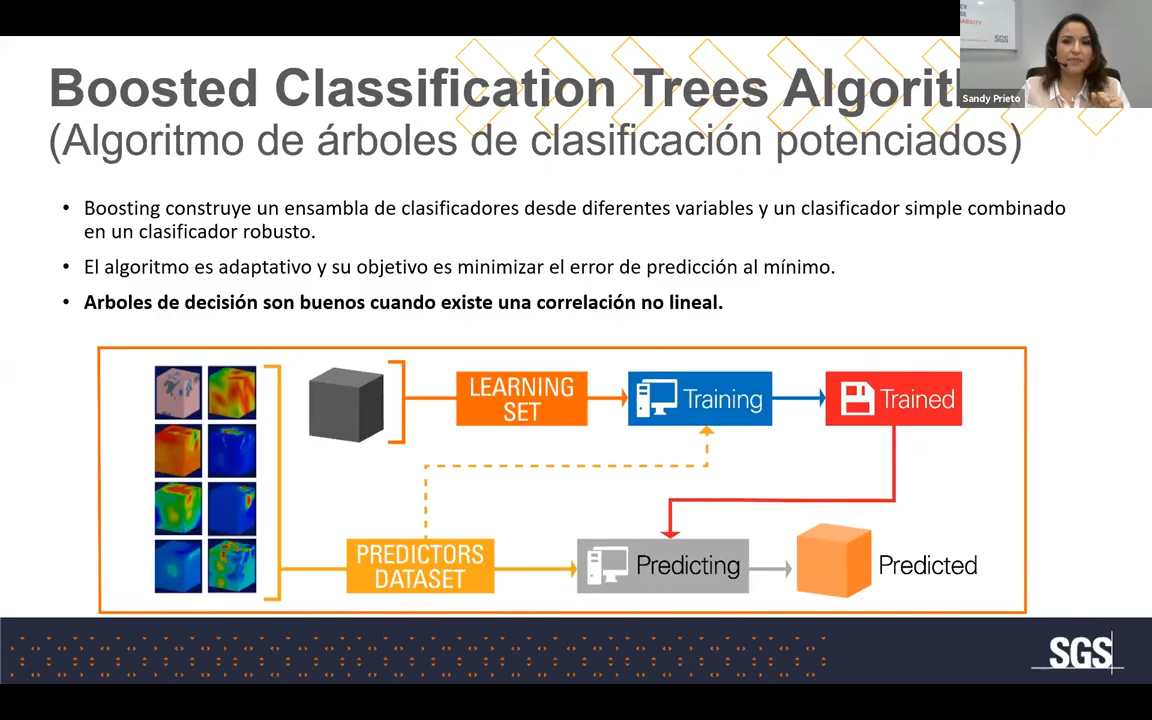 Boosted Classification Trees
(Algoritmo de árboles de clasificación potenciados)
Sandy Prieto
SGS
• Boosting construye un ensambla de clasificadores desde diferentes variables y un clasificador simple combinado
en un clasificador robusto.
• El algoritmo es adaptativo y su objetivo es minimizar el error de predicción al mínimo.
• Arboles de decisión son buenos cuando existe una correlación no lineal.
LEARNING
SET
Training
Trained
PREDICTORS
DATASET
Predicting
Predicted
SGS